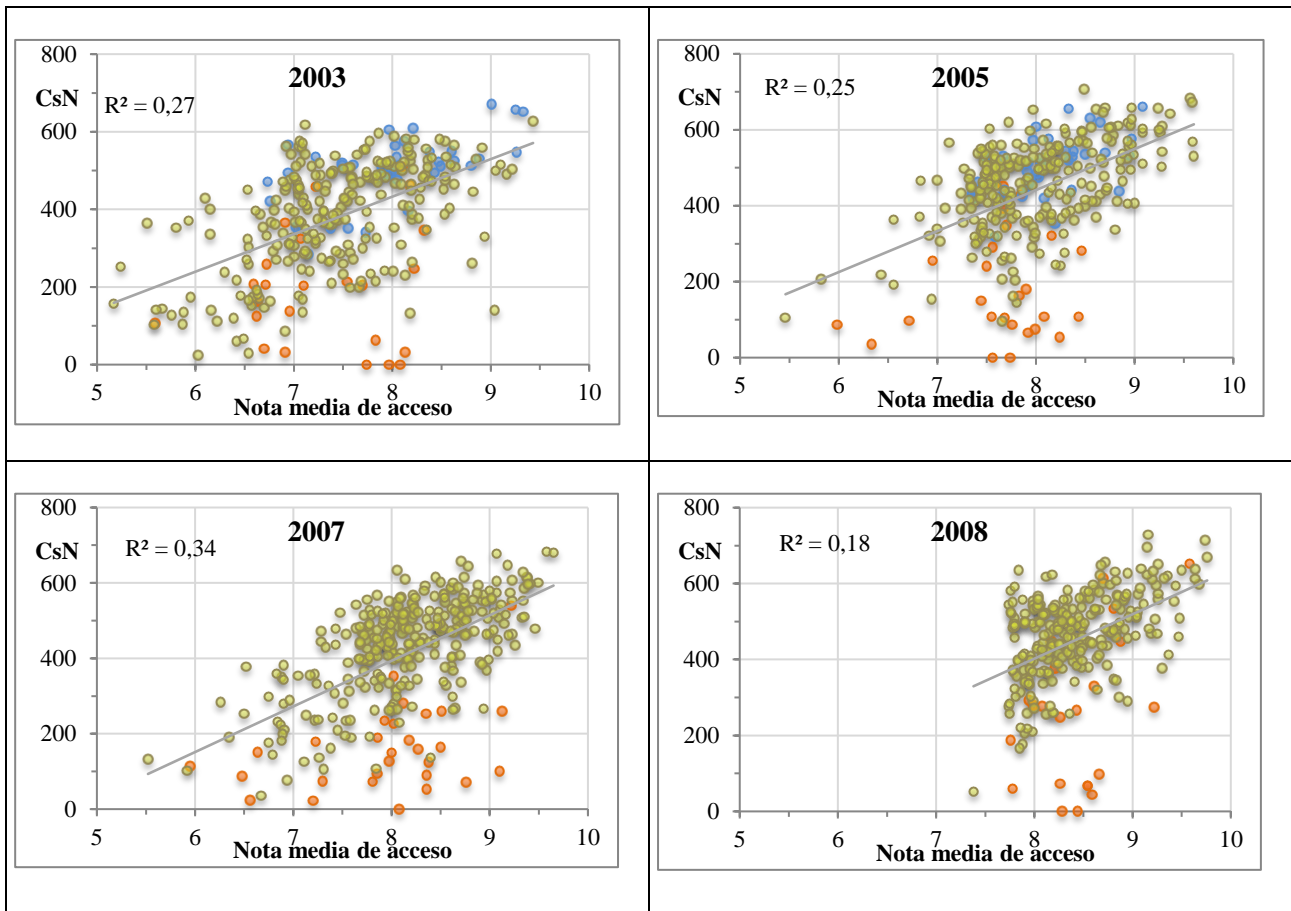 800
2003
CsN
R² = 0,27
600
400
200
0
5 6 7 8 9 10
Nota media de acceso
800
2005
CsN
R² = 0,25
600
400
200
0
5 6 7 8 9 10
Nota media de acceso
800
2007
CsN
R² = 0,34
600
400
200
0
5 6 7 8 9 10
Nota media de acceso
800
2008
CsN
R² = 0,18
600
400
200
0
5 6 7 8 9 10
Nota media de acceso